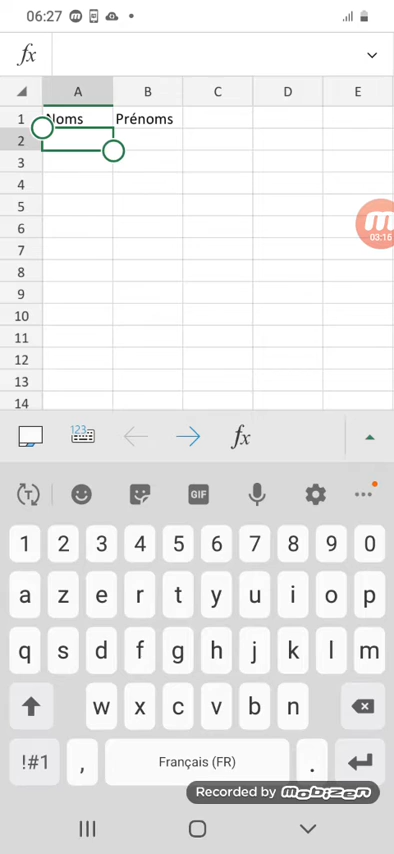 06:27
fx
A B C D E
1 Noms Prénoms
2
3
4
5
6
7
8
9
10
11
12
13
14
03:16
123 fx
T GIF
1 2 3 4 5 6 7 8 9 0
a z e r t y u i o p
q s d f g h j k l m
w x c v b n
!#1 , Français (FR) .
Recorded by mobizen